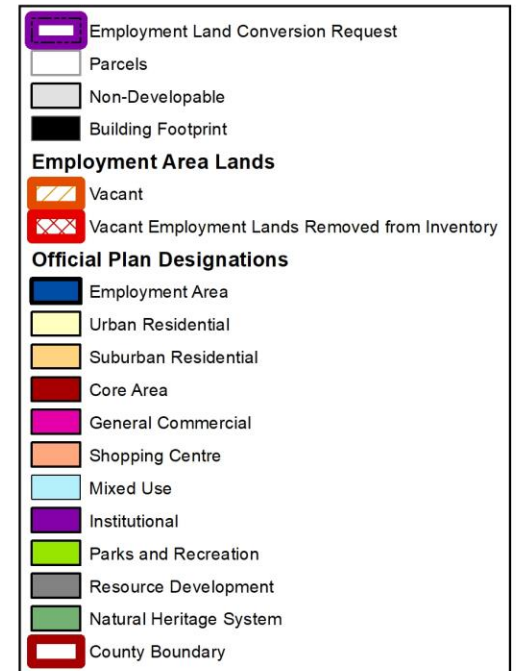 Employment Land Conversion Request
Parcels
Non-Developable
Building Footprint
Employment Area Lands
Vacant
Vacant Employment Lands Removed from Inventory
Official Plan Designations
Employment Area
Urban Residential
Suburban Residential
Core Area
General Commercial
Shopping Centre
Mixed Use
Institutional
Parks and Recreation
Resource Development
Natural Heritage System
County Boundary